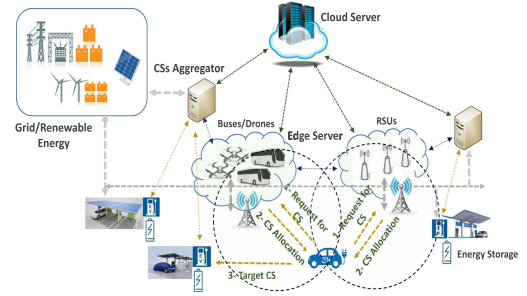 Cloud Server
CSs Aggregator
Grid/Renewable
Energy
Buses/Drones
Edge Server
RSUs
1- Request for
CS
1- Request for
CS
2- CS Allocation
2- CS Allocation
3- Target CS
Energy Storage